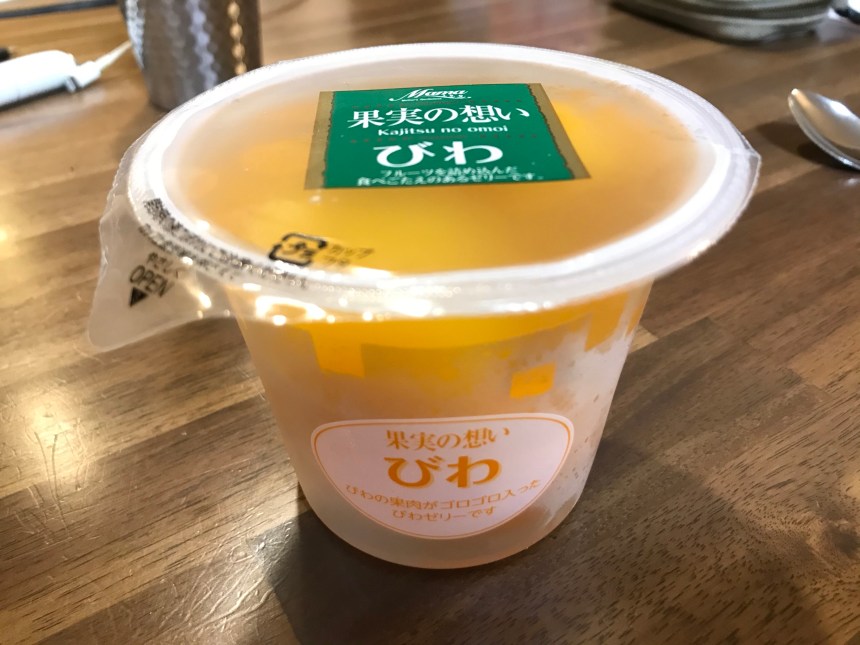 Mama
果実の想い
Kajitsu no omoi
びわ
フルーツを詰め込んだ
食べごたえのあるゼリーです。
OPEN
果実の想い
びわ
びわの果肉がゴロゴロ入った
びわゼリーです